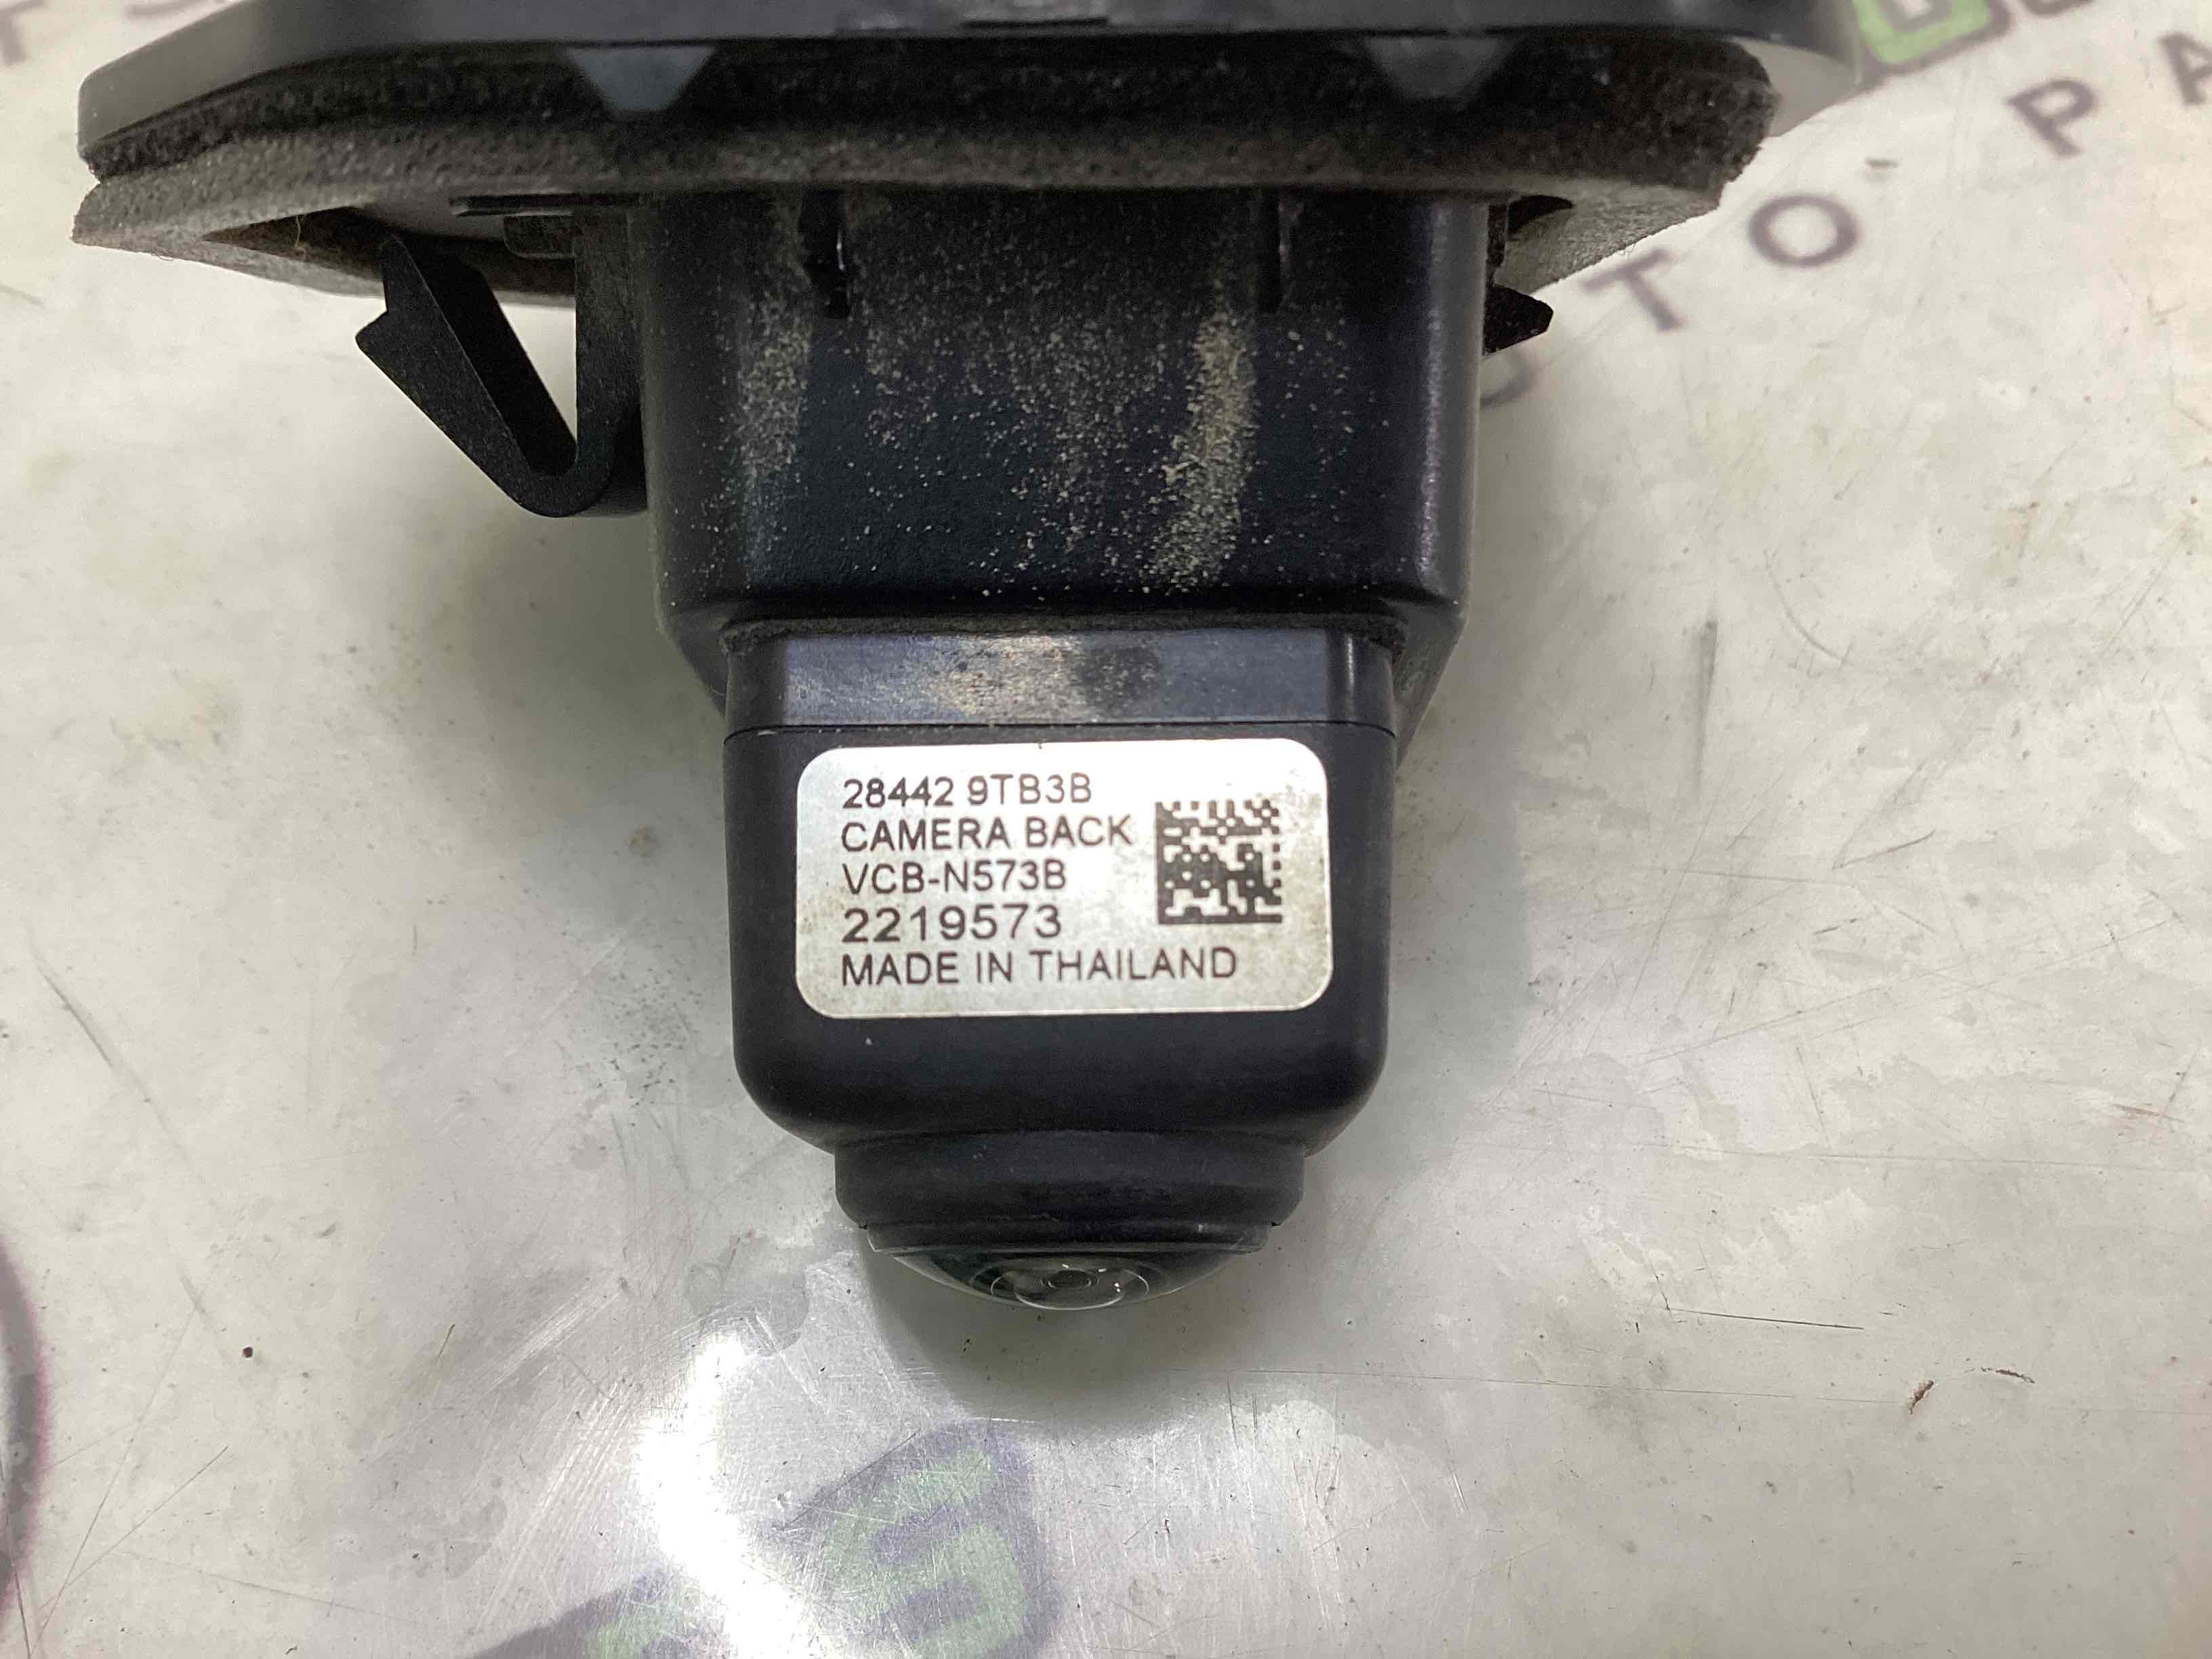 28442 9TB3B
CAMERA BACK
VCB-N573B
2219573
MADE IN THAILAND